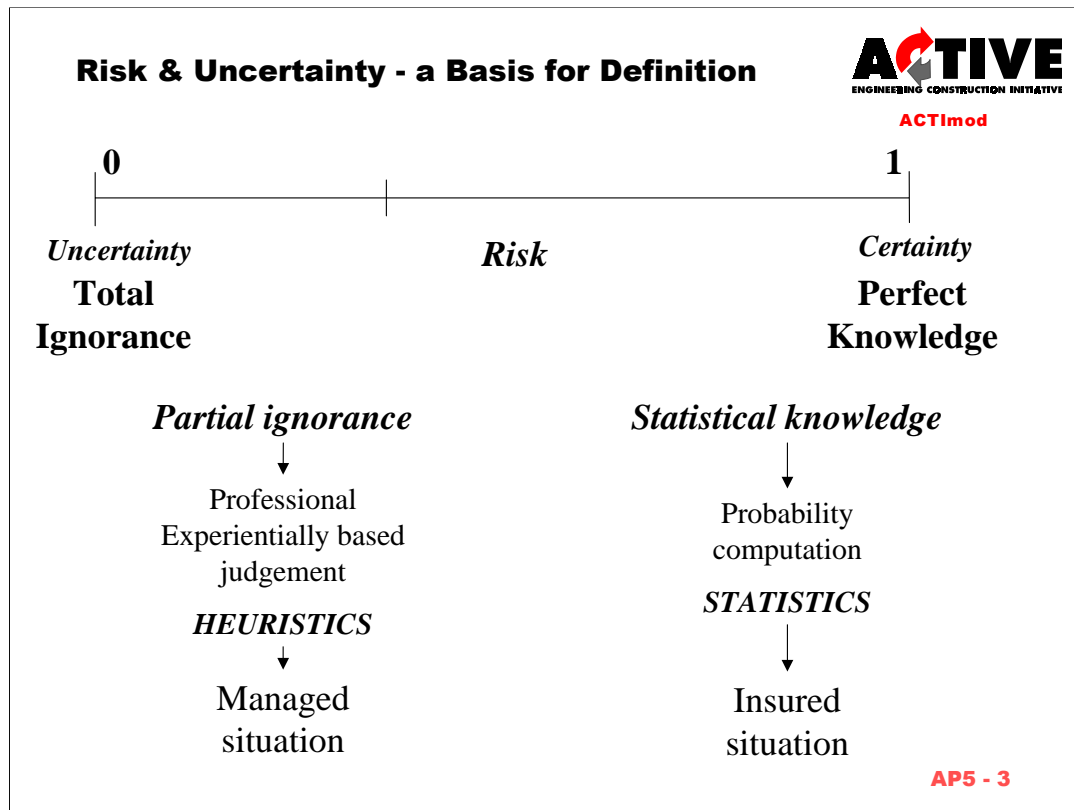 Risk & Uncertainty - a Basis for Definition
ACTIVE
ENGINEERING CONSTRUCTION INITIATIVE
ACTImod
0
1
Uncertainty
Risk
Certainty
Total
Ignorance
Perfect
Knowledge
Partial ignorance
Professional
Experientially based
judgement
HEURISTICS
Managed
situation
Statistical knowledge
Probability
computation
STATISTICS
Insured
situation
AP5 - 3